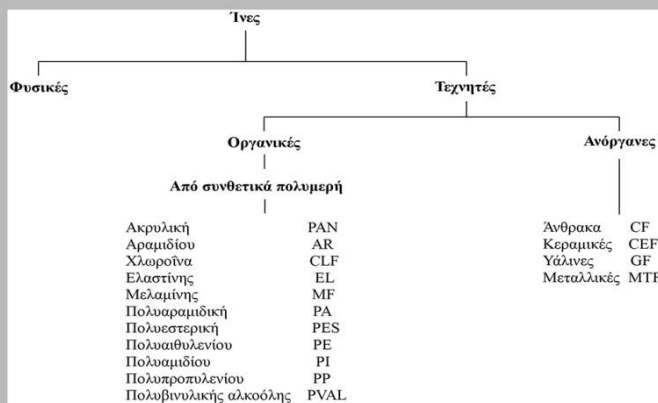 Ίνες
Φυσικές Τεχνητές
Οργανικές Ανόργανες
Από συνθετικά πολυμερή
Ακρυλική PAN Άνθρακα CF
Αραμιδίου AR Κεραμικές CEF
Χλωροΐνα CLF Υάλινες GF
Ελαστίνης EL Μεταλλικές MTF
Μελαμίνης MF
Πολυαραμιδική PA
Πολυεστερική PES
Πολυαιθυλενίου PE
Πολυαμιδίου PI
Πολυπροπυλενίου PP
Πολυβινυλικής αλκοόλης PVAL